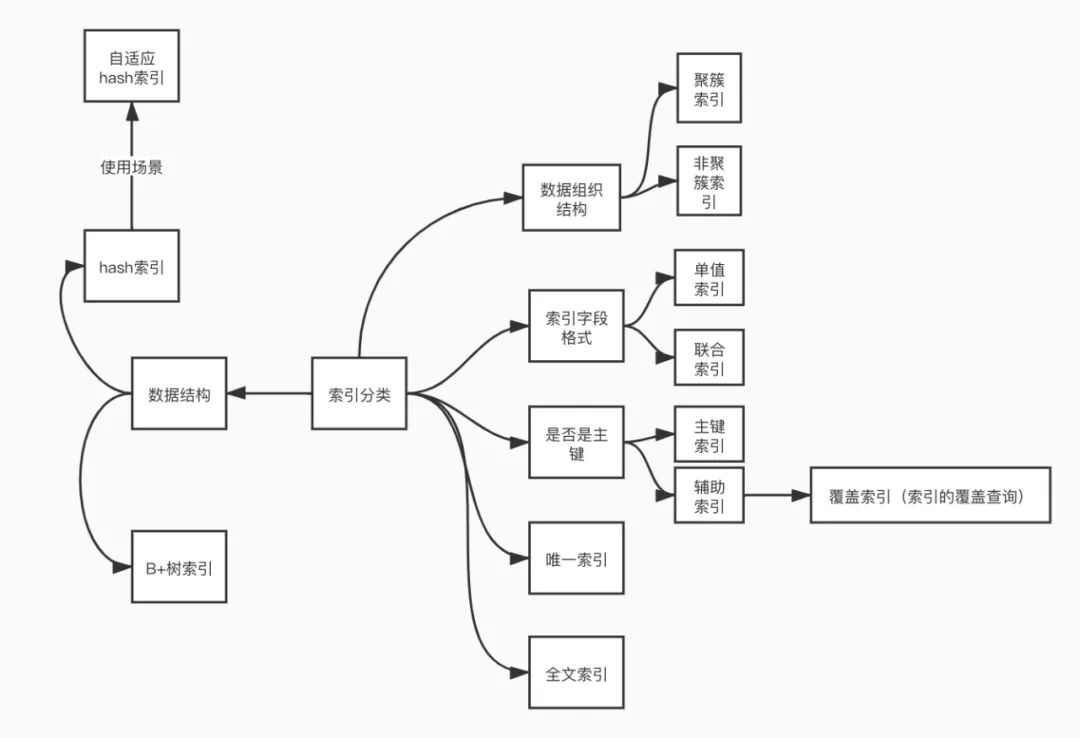 自适应
hash索引
使用场景
hash索引
数据结构
B+树索引
索引分类
数据组织
结构
聚簇
索引
非聚
簇索
引
索引字段
格式
单值
索引
联合
索引
是否是主
键
主键
索引
辅助
索引
覆盖索引（索引的覆盖查询）
唯一索引
全文索引